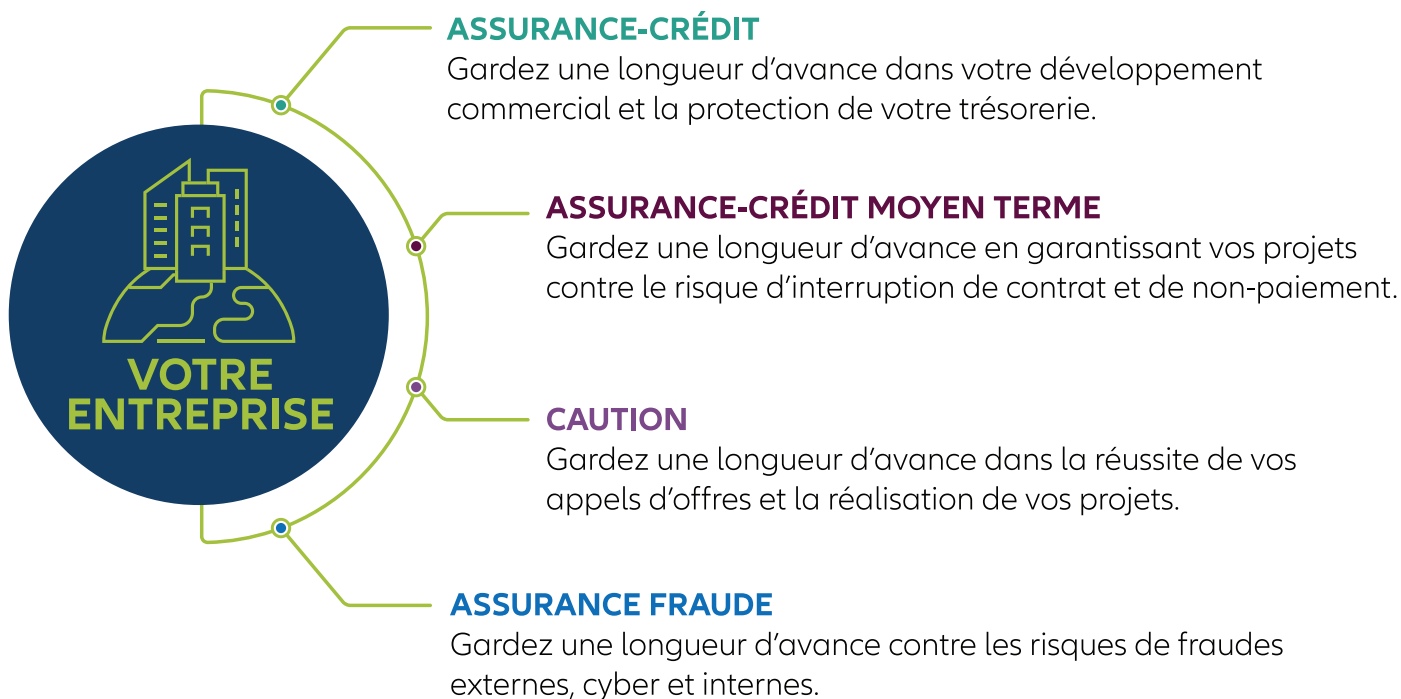 ASSURANCE-CRÉDIT
Gardez une longueur d’avance dans votre développement
commercial et la protection de votre trésorerie.
ASSURANCE-CRÉDIT MOYEN TERME
Gardez une longueur d’avance en garantissant vos projets
contre le risque d’interruption de contrat et de non-paiement.
VOTRE
ENTREPRISE
CAUTION
Gardez une longueur d’avance dans la réussite de vos
appels d’offres et la réalisation de vos projets.
ASSURANCE FRAUDE
Gardez une longueur d’avance contre les risques de fraudes
externes, cyber et internes.